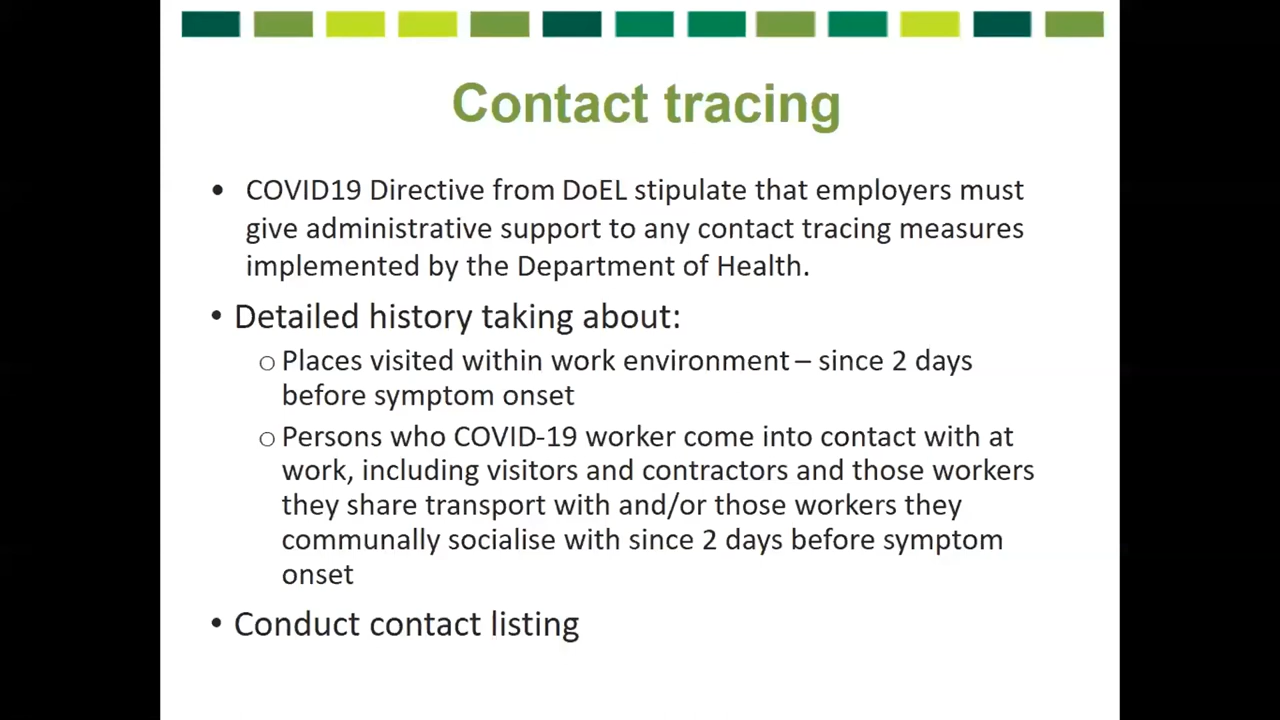 Contact tracing
• COVID19 Directive from DoEL stipulate that employers must
give administrative support to any contact tracing measures
implemented by the Department of Health.
• Detailed history taking about:
o Places visited within work environment – since 2 days
before symptom onset
o Persons who COVID-19 worker come into contact with at
work, including visitors and contractors and those workers
they share transport with and/or those workers they
communally socialise with since 2 days before symptom
onset
• Conduct contact listing